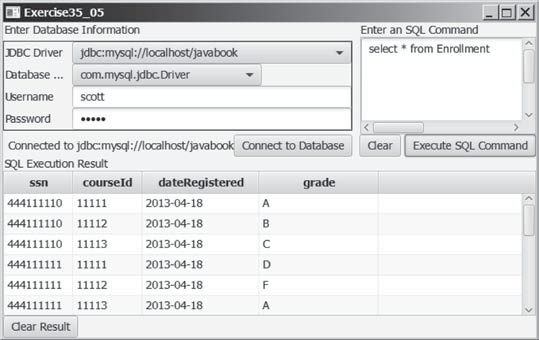 Exercise35_05
Enter Database Information
JDBC Driver jdbc:mysql://localhost/javabook
Database ... com.mysql.jdbc.Driver
Username scott
Password •••••
Connected to jdbc:mysql://localhost/javabook Connect to Database
Enter an SQL Command
select * from Enrollment
Clear Execute SQL Command
SQL Execution Result
ssn courseId dateRegistered grade
444111110 11111 2013-04-18 A
444111110 11112 2013-04-18 B
444111110 11113 2013-04-18 C
444111111 11111 2013-04-18 D
444111111 11112 2013-04-18 F
444111111 11113 2013-04-18 A
Clear Result